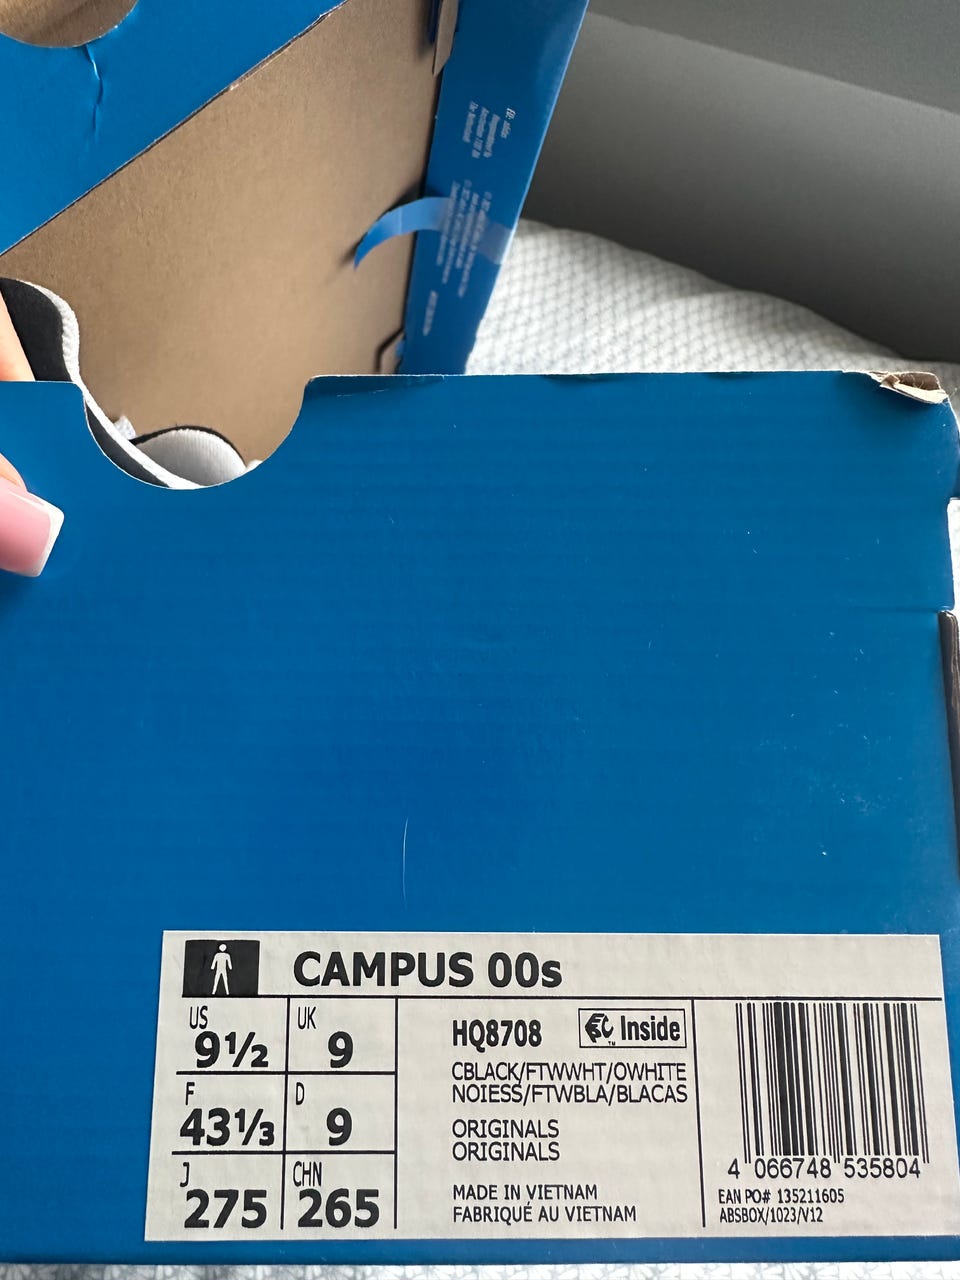 CAMPUS 00s
US
9½
UK
9
F
43⅓
D
9
J
275
CHN
265
HQ8708
Inside
TM
CBLACK/FTWWHT/OWHITE
NOIESS/FTWBLA/BLACAS
ORIGINALS
ORIGINALS
MADE IN VIETNAM
FABRIQUÉ AU VIETNAM
4 066748 535804
EAN PO# 135211605
ABSBOX/1023/V12